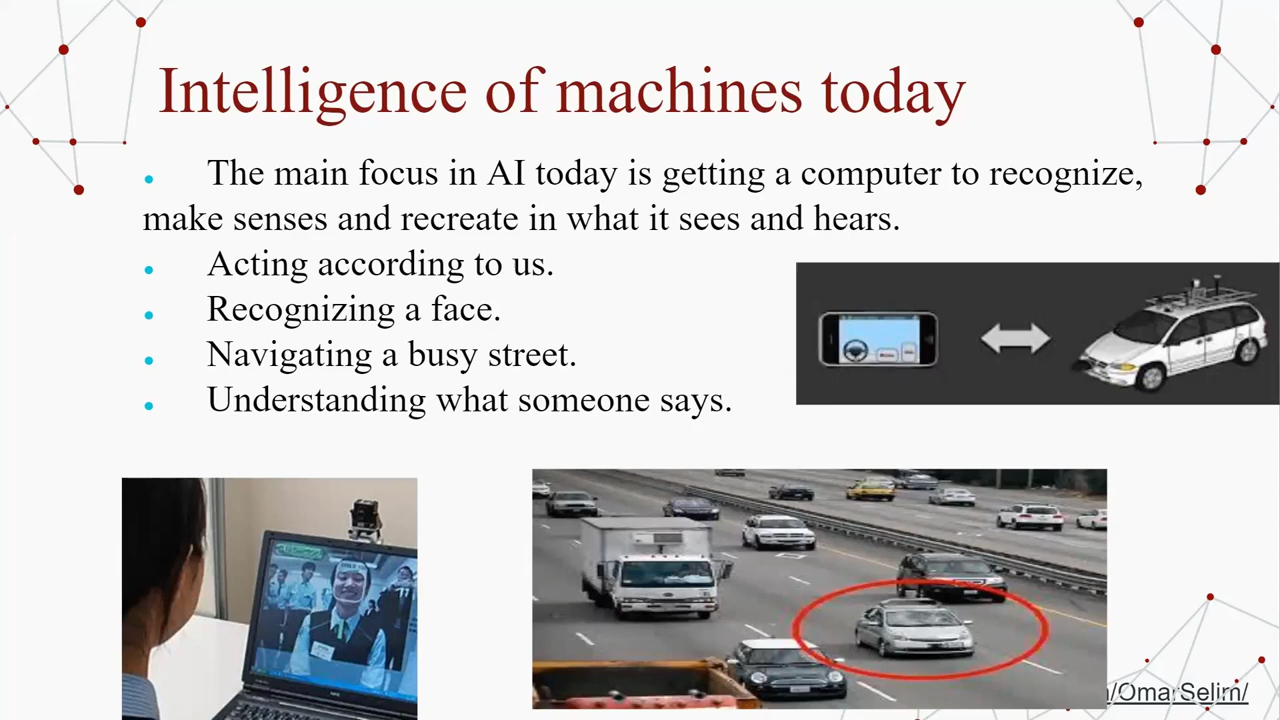 Intelligence of machines today
• The main focus in AI today is getting a computer to recognize,
make senses and recreate in what it sees and hears.
• Acting according to us.
• Recognizing a face.
• Navigating a busy street.
• Understanding what someone says.
/OmarSelim/